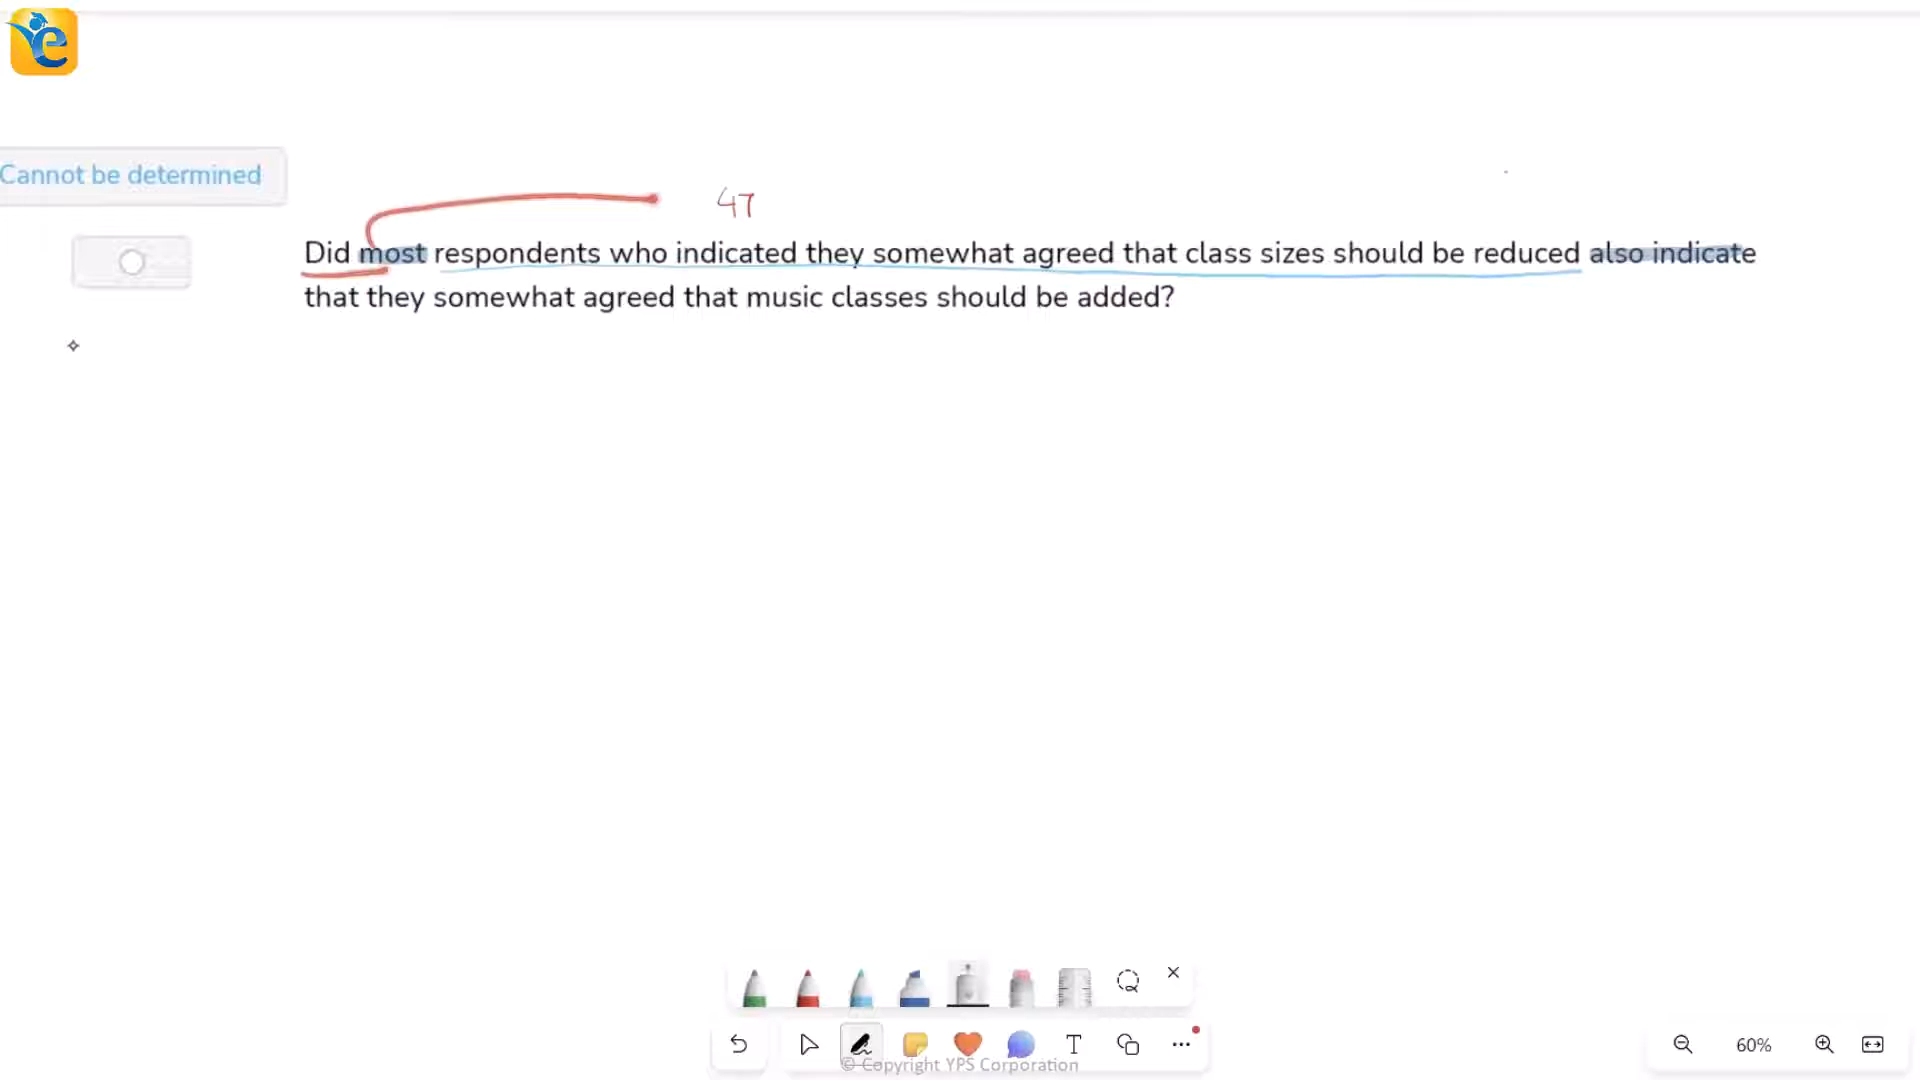 Cannot be determined
47
Did most respondents who indicated they somewhat agreed that class sizes should be reduced also indicate
that they somewhat agreed that music classes should be added?
60%
© Copyright YPS Corporation